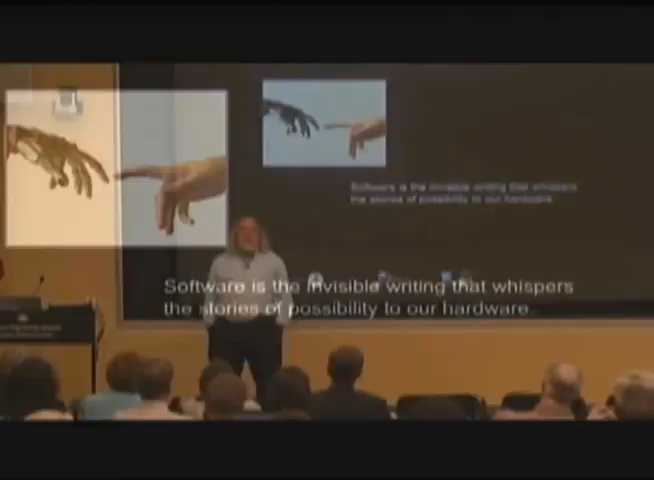 Software is the invisible writing that whispers
the stories of possibility to our hardware.
Software is the invisible writing that whispers
the stories of possibility to our hardware.